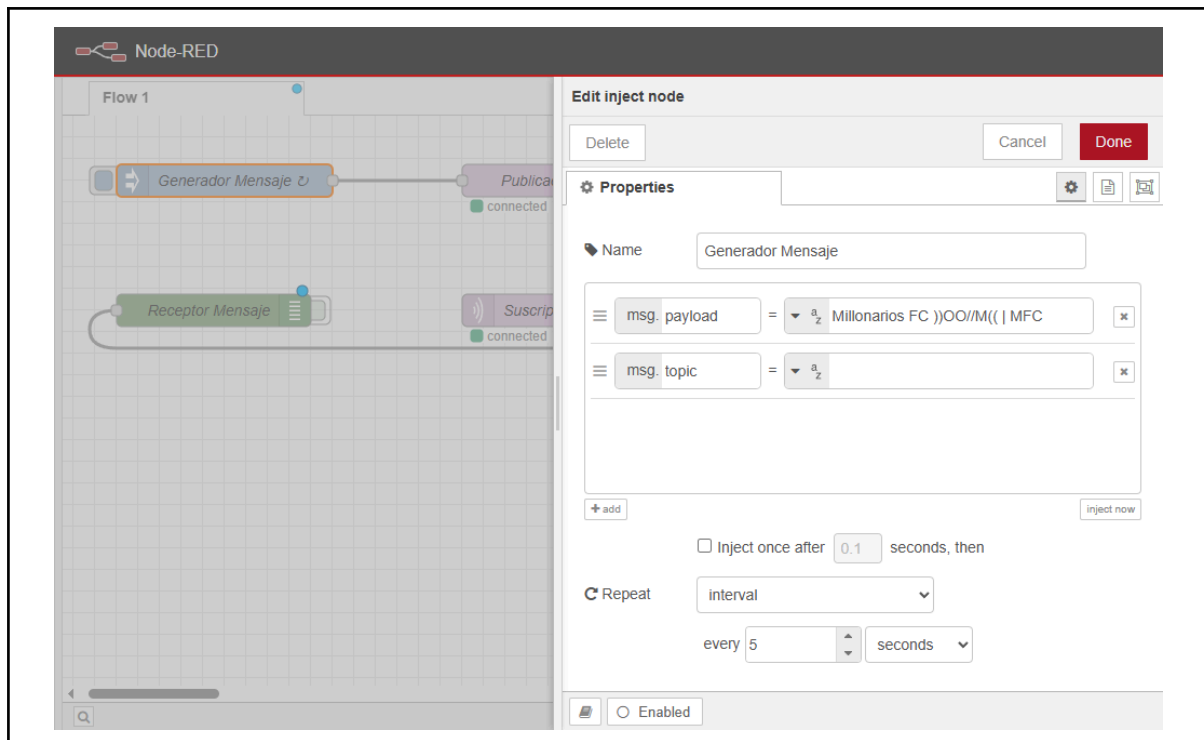 Node-RED
Flow 1
Generador Mensaje
Publicac
connected
Receptor Mensaje
Suscrip
connected
Edit inject node
Delete
Cancel
Done
Properties
Name
Generador Mensaje
msg. payload = a z Millonarios FC ))OO//M(( | MFC
msg. topic = a z
add
inject now
Inject once after 0.1 seconds, then
Repeat
interval
every 5 seconds
Enabled